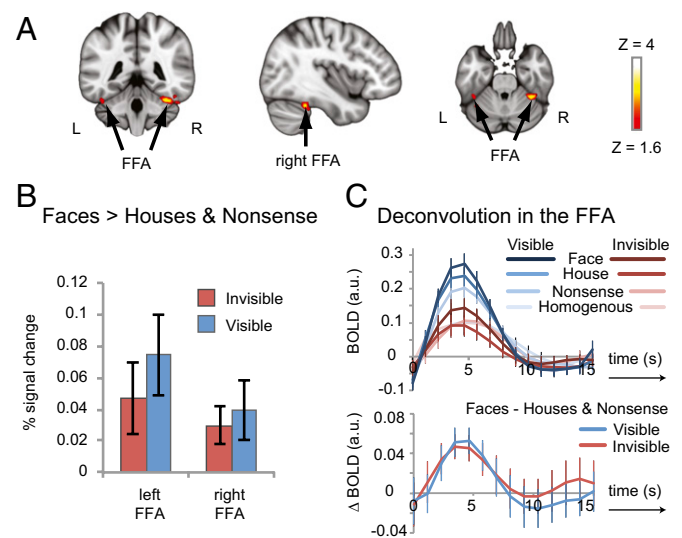 A
L
R
FFA
right FFA
L
R
FFA
Z = 4
Z = 1.6
B
Faces > Houses & Nonsense
% signal change
0.12
0.1
0.08
0.06
0.04
0.02
0
Invisible
Visible
left
FFA
right
FFA
C
Deconvolution in the FFA
Visible Invisible
Face
House
Nonsense
Homogenous
BOLD (a.u.)
0.3
0.2
0.1
0
-0.1
0 5 10 15
time (s)
Faces - Houses & Nonsense
Visible
Invisible
Δ BOLD (a.u.)
0.08
0.04
0
-0.04
0 5 10 15
time (s)